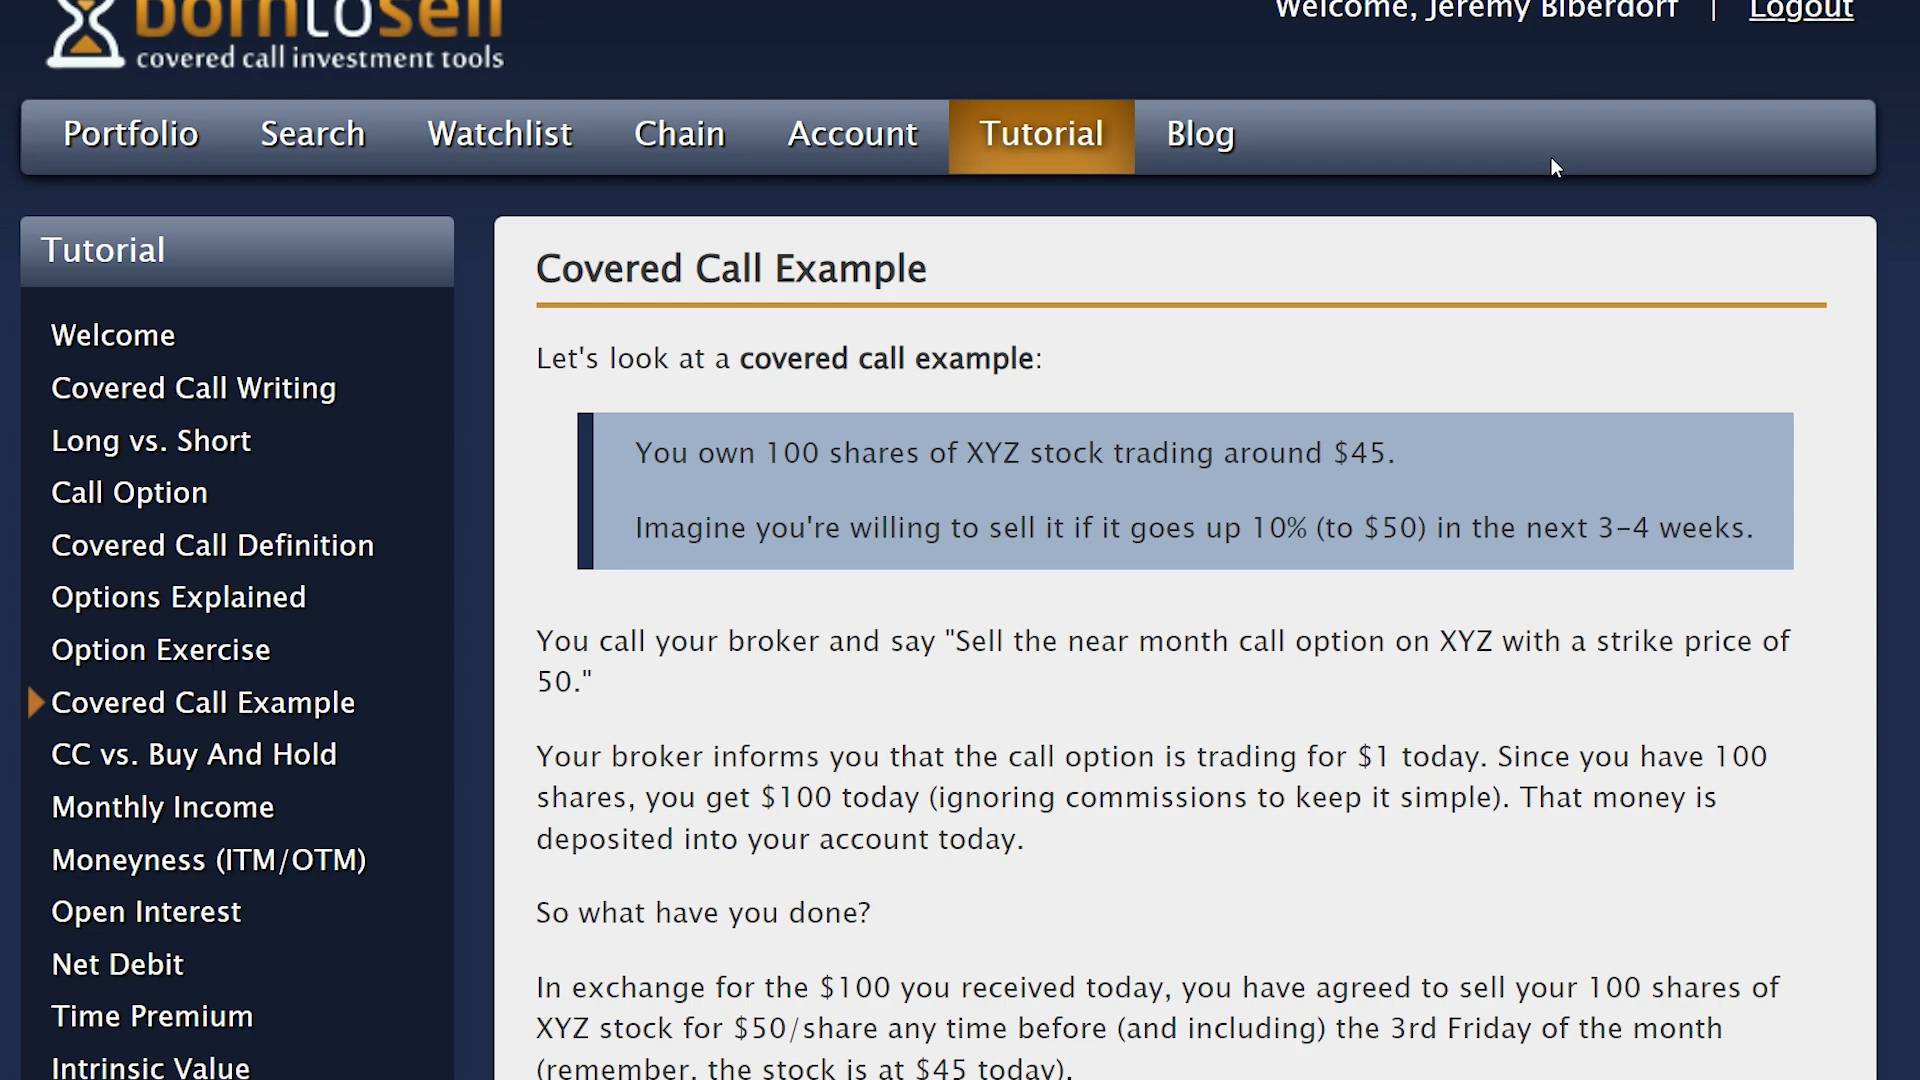 borntosell
Welcome, Jeremy Biberdorf | Logout
covered call investment tools
Portfolio Search Watchlist Chain Account Tutorial Blog
Tutorial
Welcome
Covered Call Writing
Long vs. Short
Call Option
Covered Call Definition
Options Explained
Option Exercise
Covered Call Example
CC vs. Buy And Hold
Monthly Income
Moneyness (ITM/OTM)
Open Interest
Net Debit
Time Premium
Intrinsic Value
Covered Call Example
Let's look at a covered call example:
You own 100 shares of XYZ stock trading around $45.
Imagine you're willing to sell it if it goes up 10% (to $50) in the next 3-4 weeks.
You call your broker and say "Sell the near month call option on XYZ with a strike price of
50."
Your broker informs you that the call option is trading for $1 today. Since you have 100
shares, you get $100 today (ignoring commissions to keep it simple). That money is
deposited into your account today.
So what have you done?
In exchange for the $100 you received today, you have agreed to sell your 100 shares of
XYZ stock for $50/share any time before (and including) the 3rd Friday of the month
(remember, the stock is at $45 today).